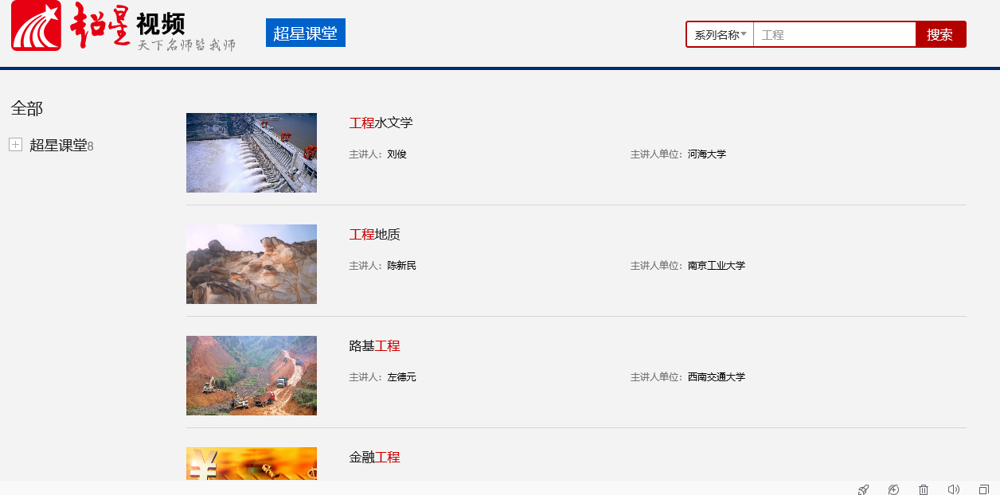 超星视频
天下名师皆我师
超星课堂
系列名称
工程
搜索
全部
超星课堂8
工程水文学
主讲人：刘俊
主讲人单位：河海大学
工程地质
主讲人：陈新民
主讲人单位：南京工业大学
路基工程
主讲人：左德元
主讲人单位：西南交通大学
¥
金融工程